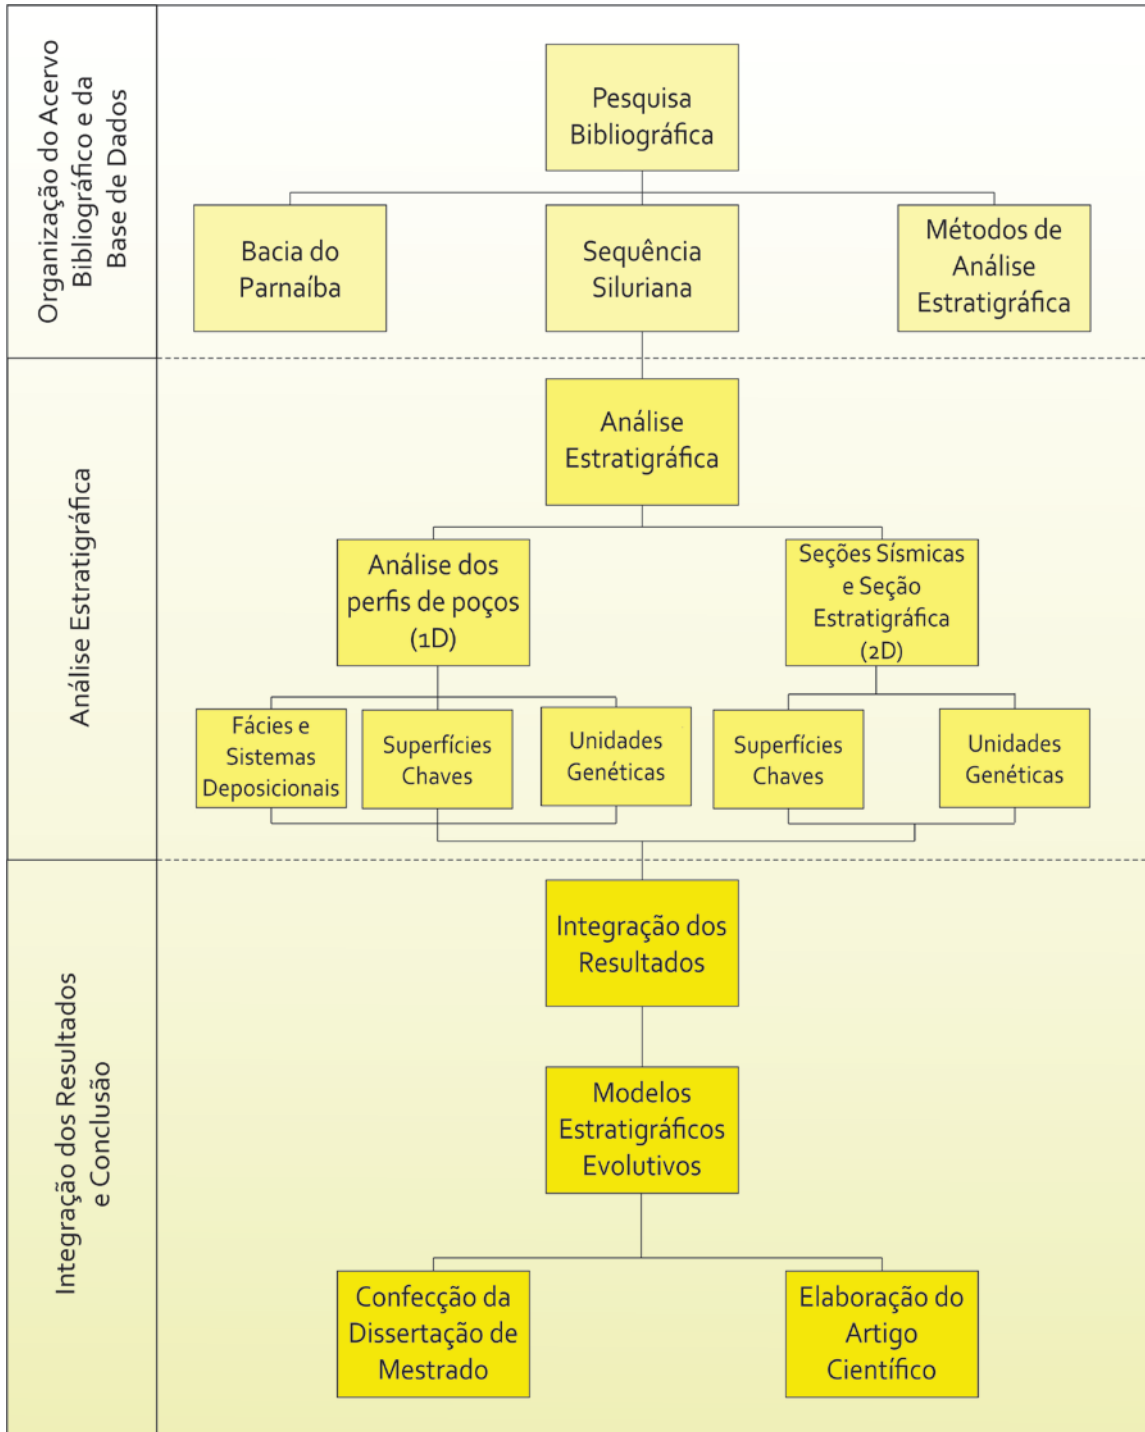 Organização do Acervo
Bibliográfico e da
Base de Dados
Pesquisa
Bibliográfica
Bacia do
Parnaíba
Sequência
Siluriana
Métodos de
Análise
Estratigráfica
Análise Estratigráfica
Análise
Estratigráfica
Análise dos
perfis de poços
(1D)
Seções Sísmicas
e Seção
Estratigráfica
(2D)
Fácies e
Sistemas
Deposicionais
Superfícies
Chaves
Unidades
Genéticas
Superfícies
Chaves
Unidades
Genéticas
Integração dos Resultados
e Conclusão
Integração dos
Resultados
Modelos
Estratigráficos
Evolutivos
Confecção da
Dissertação de
Mestrado
Elaboração do
Artigo
Científico